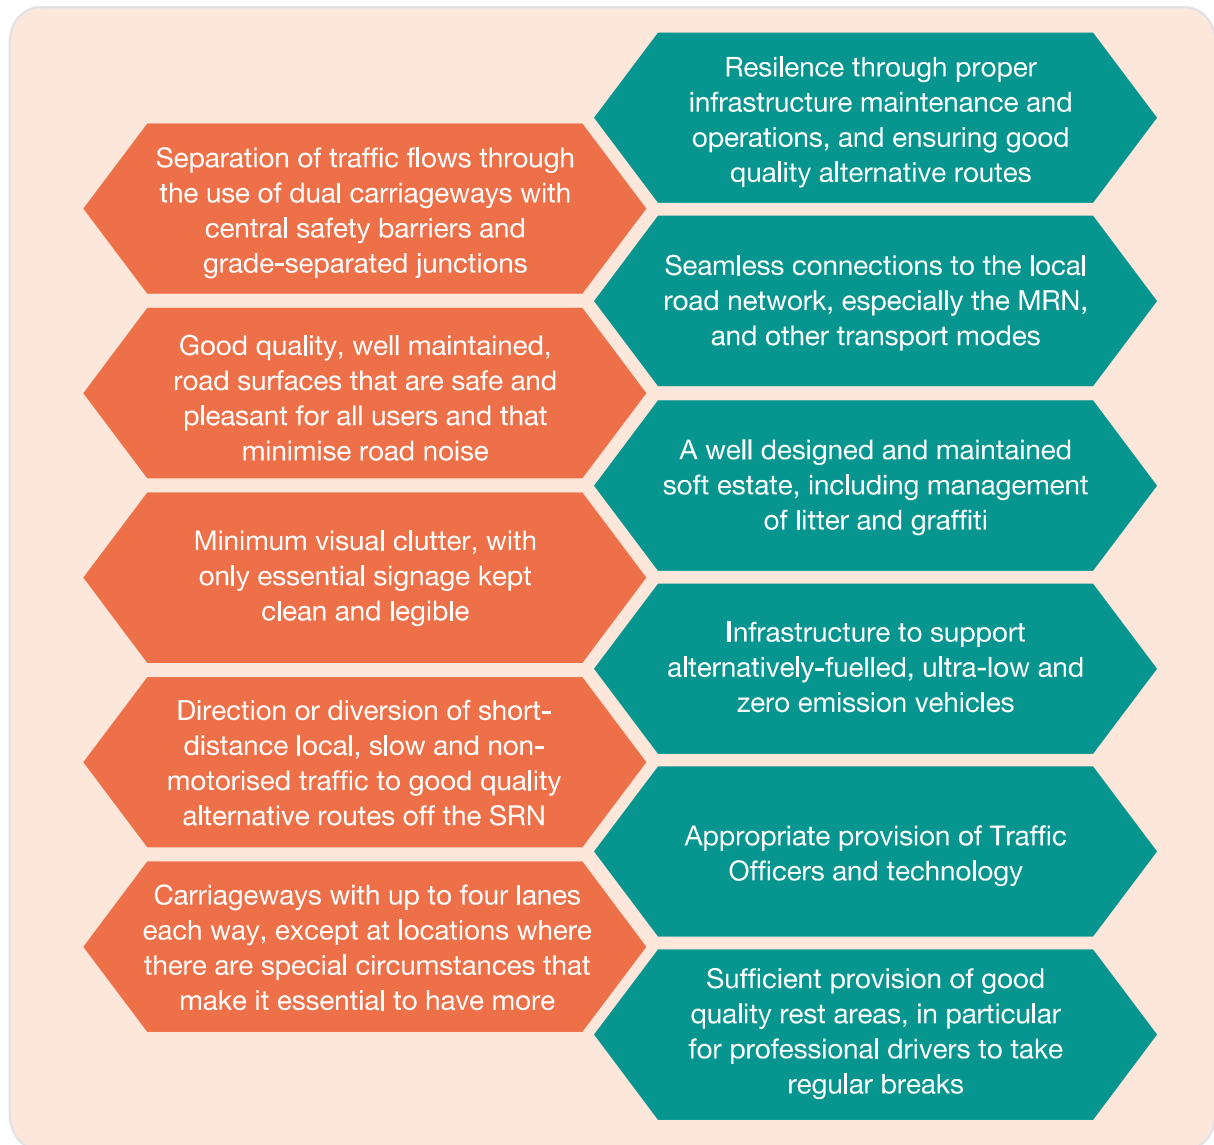 Separation of traffic flows through
the use of dual carriageways with
central safety barriers and
grade-separated junctions
Good quality, well maintained,
road surfaces that are safe and
pleasant for all users and that
minimise road noise
Minimum visual clutter, with
only essential signage kept
clean and legible
Direction or diversion of short-
distance local, slow and non-
motorised traffic to good quality
alternative routes off the SRN
Carriageways with up to four lanes
each way, except at locations where
there are special circumstances that
make it essential to have more
Resilence through proper
infrastructure maintenance and
operations, and ensuring good
quality alternative routes
Seamless connections to the local
road network, especially the MRN,
and other transport modes
A well designed and maintained
soft estate, including management
of litter and graffiti
Infrastructure to support
alternatively-fuelled, ultra-low and
zero emission vehicles
Appropriate provision of Traffic
Officers and technology
Sufficient provision of good
quality rest areas, in particular
for professional drivers to take
regular breaks